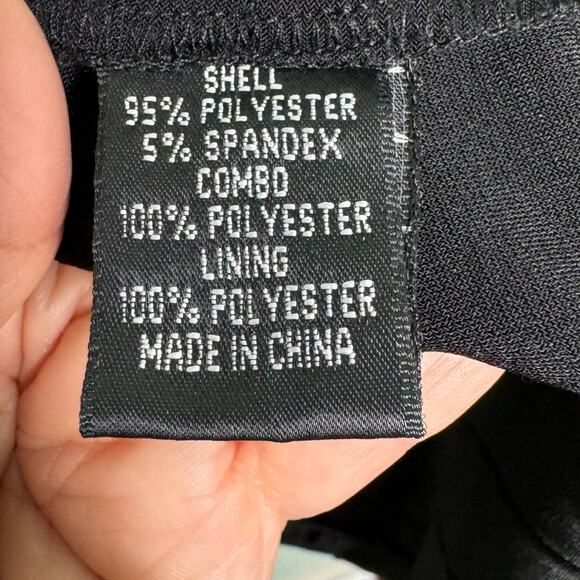 SHELL
95% POLYESTER
5% SPANDEX
COMBO
100% POLYESTER
LINING
100% POLYESTER
MADE IN CHINA